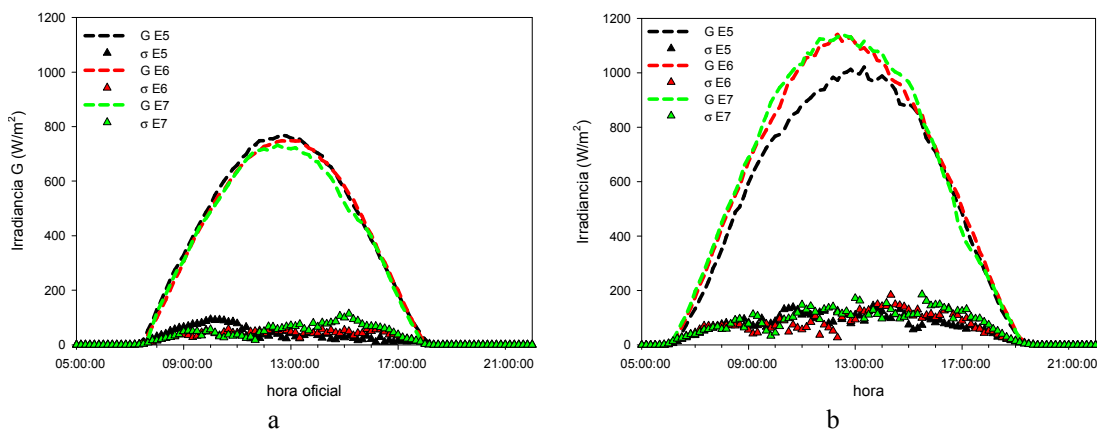 1200
1000
800
600
400
200
0
Irradiancia G (W/m²)
G E5
σ E5
G E6
σ E6
G E7
σ E7
05:00:00 09:00:00 13:00:00 17:00:00 21:00:00
hora oficial
a
1200
1000
800
600
400
200
0
Irradiancia (W/m²)
G E5
σ E5
G E6
σ E6
G E7
σ E7
05:00:00 09:00:00 13:00:00 17:00:00 21:00:00
hora
b